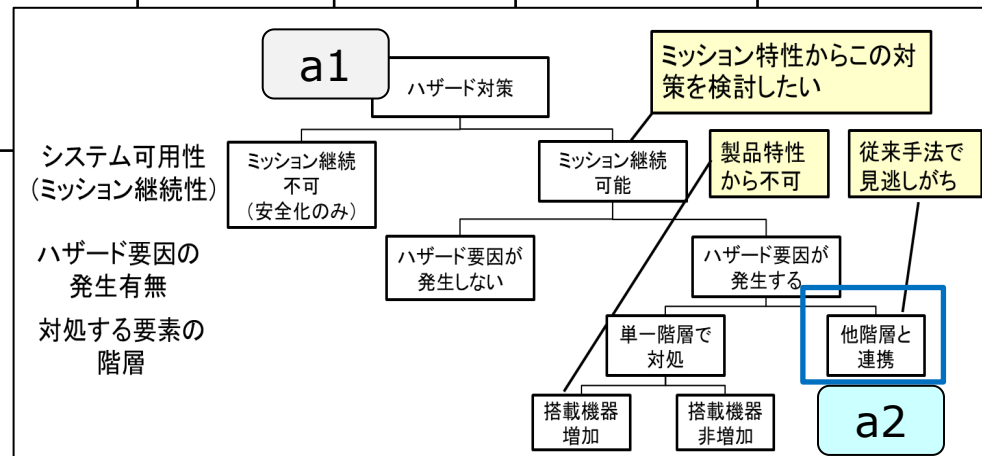 a1
ハザード対策
ミッション特性からこの対
策を検討したい
システム可用性
(ミッション継続性)
ミッション継続
不可
(安全化のみ)
ミッション継続
可能
製品特性
から不可
従来手法で
見逃しがち
ハザード要因の
発生有無
ハザード要因が
発生しない
ハザード要因が
発生する
対処する要素の
階層
単一階層で
対処
他階層と
連携
搭載機器
増加
搭載機器
非増加
a2